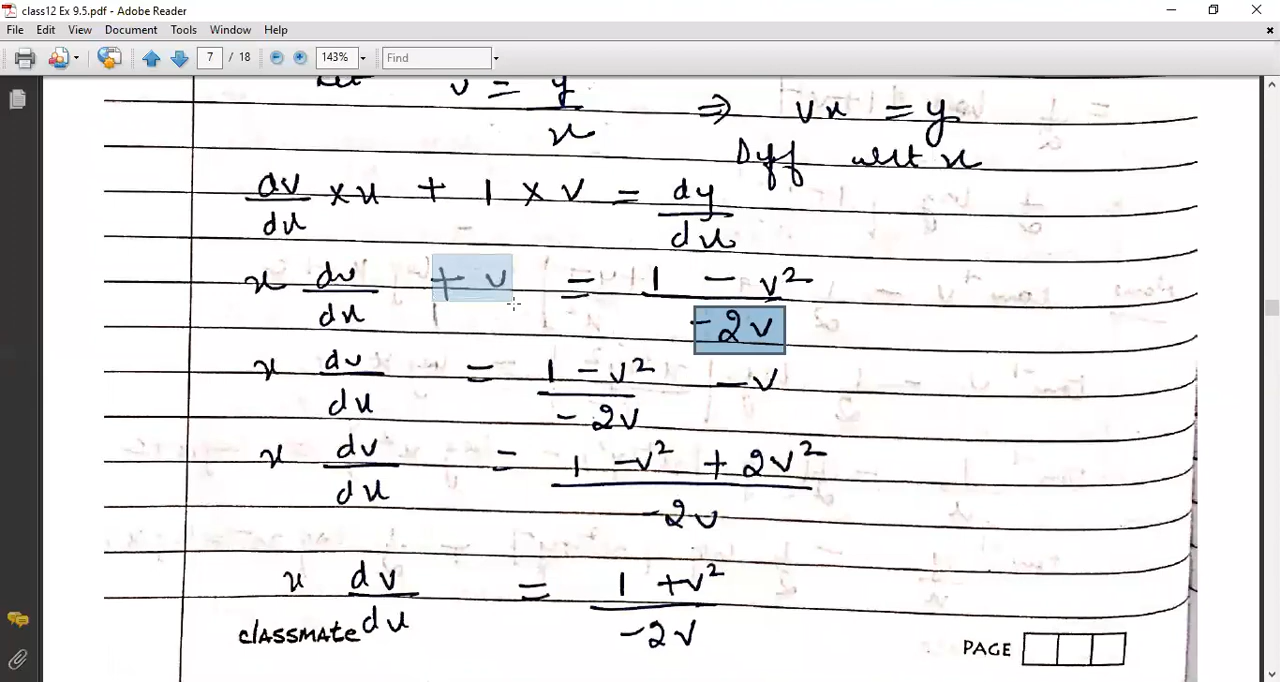 class12 Ex 9.5.pdf - Adobe Reader
File Edit View Document Tools Window Help
7 / 18 143% Find
Let v = y/x ⇒ vx = y
Diff wrt x
dv/dx × x + 1 × v = dy/dx
x dv/dx + v = 1 - v²/-2v
x dv/dx = 1 - v²/-2v - v
x dv/dx = 1 - v² + 2v²/-2v
x dv/dx = 1 + v²/-2v
classmate
PAGE